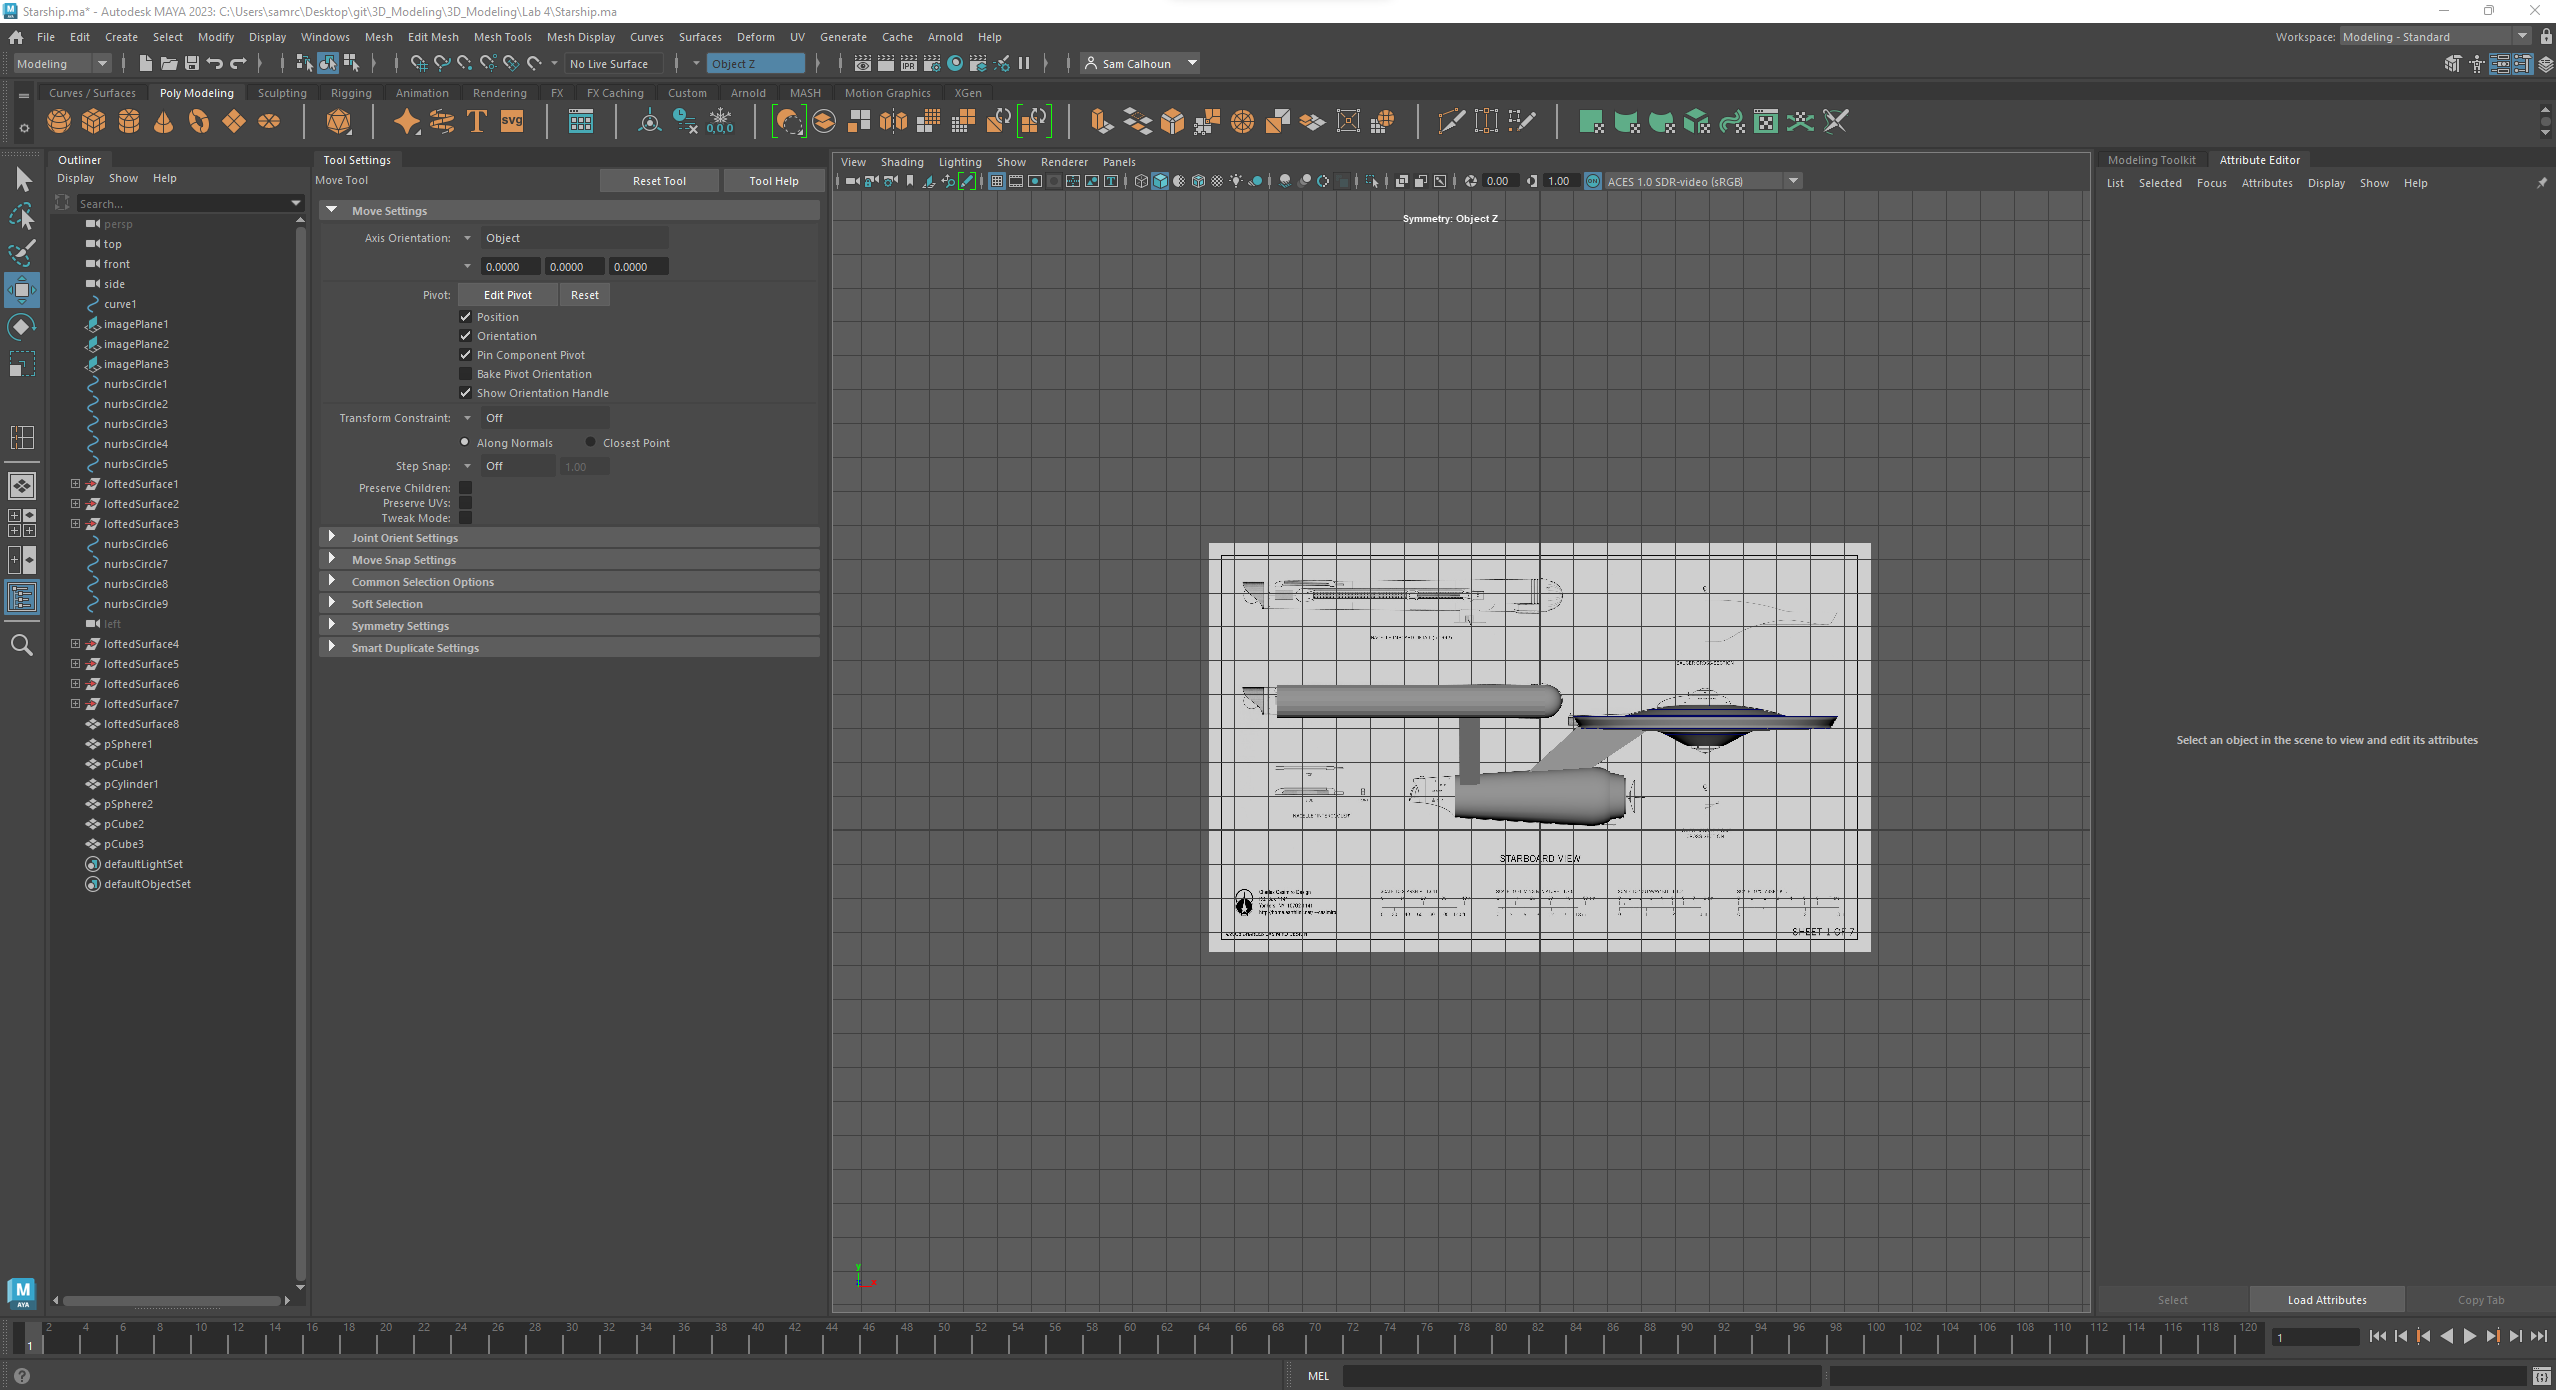 Starship.ma* - Autodesk MAYA 2023: C:\Users\samrc\Desktop\git\3D_Modeling\3D_Modeling\Lab 4\Starship.ma
File Edit Create Select Modify Display Windows Mesh Edit Mesh Mesh Tools Mesh Display Curves Surfaces Deform UV Generate Cache Arnold Help
Workspace: Modeling - Standard
Modeling
No Live Surface
Object Z
IPR
Sam Calhoun
Curves / Surfaces Poly Modeling Sculpting Rigging Animation Rendering FX FX Caching Custom Arnold MASH Motion Graphics XGen
T
SVG
0,0,0
Outliner
Display Show Help
Search...
persp
top
front
side
curve1
imagePlane1
imagePlane2
imagePlane3
nurbsCircle1
nurbsCircle2
nurbsCircle3
nurbsCircle4
nurbsCircle5
loftedSurface1
loftedSurface2
loftedSurface3
nurbsCircle6
nurbsCircle7
nurbsCircle8
nurbsCircle9
left
loftedSurface4
loftedSurface5
loftedSurface6
loftedSurface7
loftedSurface8
pSphere1
pCube1
pCylinder1
pSphere2
pCube2
pCube3
defaultLightSet
defaultObjectSet
Tool Settings
Move Tool
Reset Tool
Tool Help
Move Settings
Axis Orientation: Object
0.0000 0.0000 0.0000
Pivot: Edit Pivot Reset
Position
Orientation
Pin Component Pivot
Bake Pivot Orientation
Show Orientation Handle
Transform Constraint: Off
Along Normals Closest Point
Step Snap: Off 1.00
Preserve Children:
Preserve UVs:
Tweak Mode:
Joint Orient Settings
Move Snap Settings
Common Selection Options
Soft Selection
Symmetry Settings
Smart Duplicate Settings
View Shading Lighting Show Renderer Panels
0.00 1.00 ACES 1.0 SDR-video (sRGB)
Symmetry: Object Z
STARBOARD VIEW
SHEET 1 OF 7
y
x
Modeling Toolkit Attribute Editor
List Selected Focus Attributes Display Show Help
Select an object in the scene to view and edit its attributes
Select Load Attributes Copy Tab
M
AYA
2 4 6 8 10 12 14 16 18 20 22 24 26 28 30 32 34 36 38 40 42 44 46 48 50 52 54 56 58 60 62 64 66 68 70 72 74 76 78 80 82 84 86 88 90 92 94 96 98 100 102 104 106 108 110 112 114 116 118 120
1
1
MEL